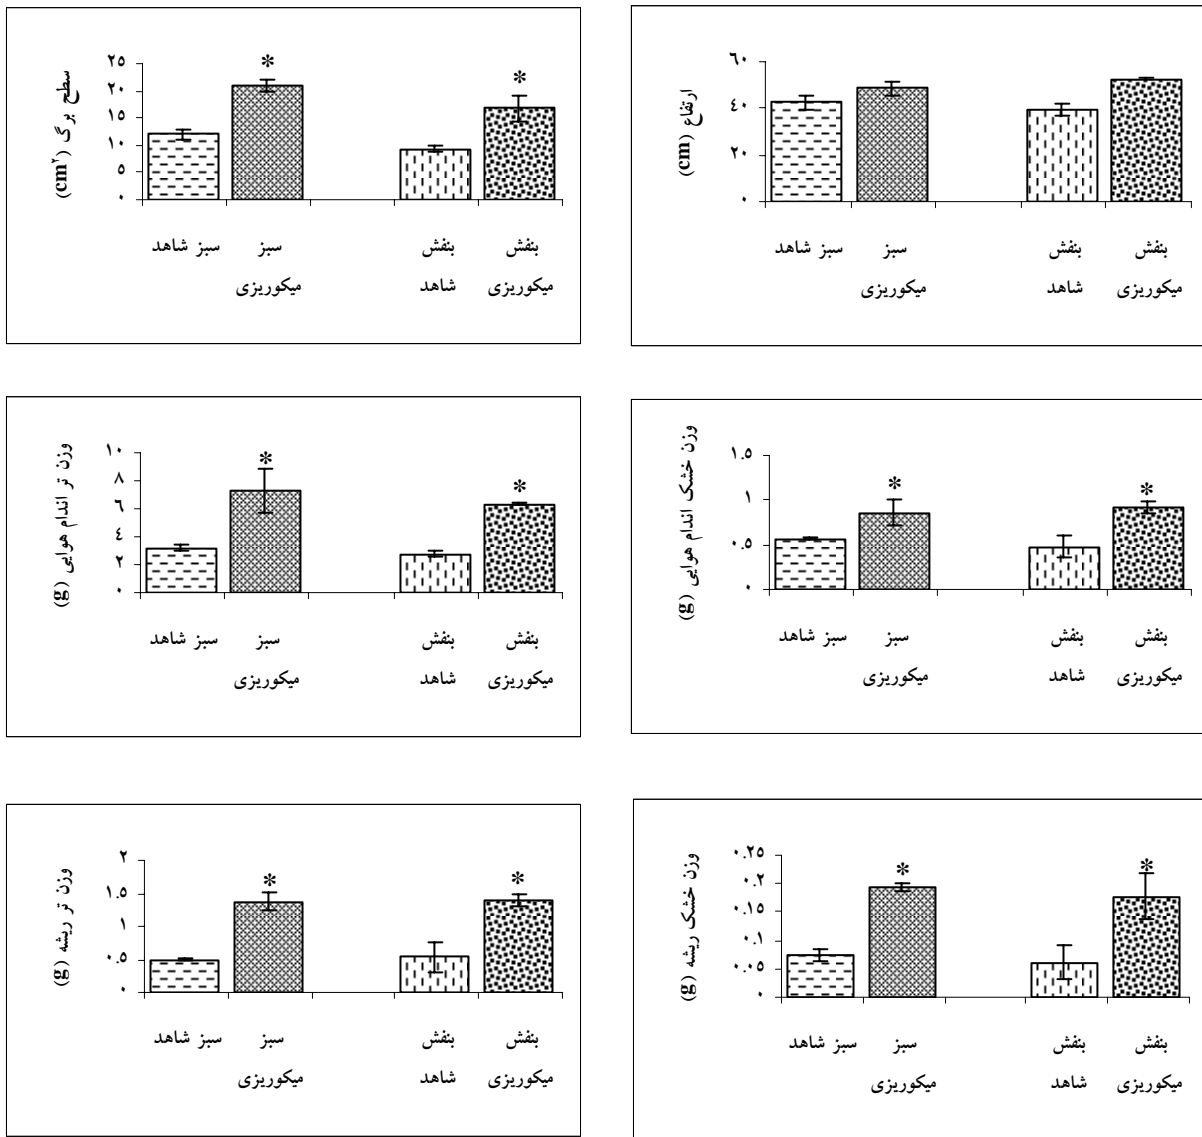 سطح برگ (cm۲)
۲۵
۲۰
۱۵
۱۰
۵
۰
*
*
سبز شاهد
سبز
میکوریزی
بنفش
شاهد
بنفش
میکوریزی
ارتفاع (cm)
۶۰
۴۰
۲۰
۰
سبز شاهد
سبز
میکوریزی
بنفش
شاهد
بنفش
میکوریزی
وزن تر اندام هوایی (g)
۱۰
۸
۶
۴
۲
۰
*
*
سبز شاهد
سبز
میکوریزی
بنفش
شاهد
بنفش
میکوریزی
وزن خشک اندام هوایی (g)
۱.۵
۱
۰.۵
۰
*
*
سبز شاهد
سبز
میکوریزی
بنفش
شاهد
بنفش
میکوریزی
وزن تر ریشه (g)
۲
۱.۵
۱
۰.۵
۰
*
*
سبز شاهد
سبز
میکوریزی
بنفش
شاهد
بنفش
میکوریزی
وزن خشک ریشه (g)
۰.۲۵
۰.۲
۰.۱۵
۰.۱
۰.۰۵
۰
*
*
سبز شاهد
سبز
میکوریزی
بنفش
شاهد
بنفش
میکوریزی